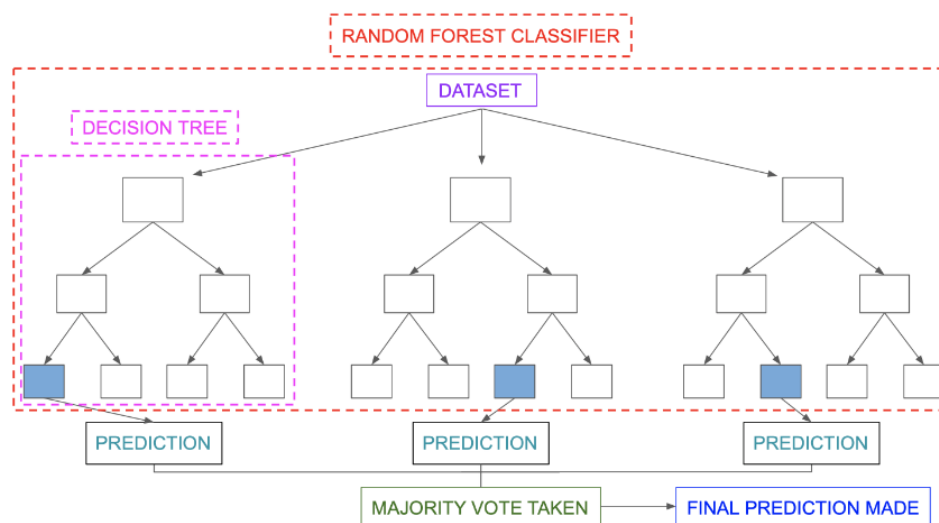 RANDOM FOREST CLASSIFIER
DATASET
DECISION TREE
PREDICTION
PREDICTION
PREDICTION
MAJORITY VOTE TAKEN
FINAL PREDICTION MADE